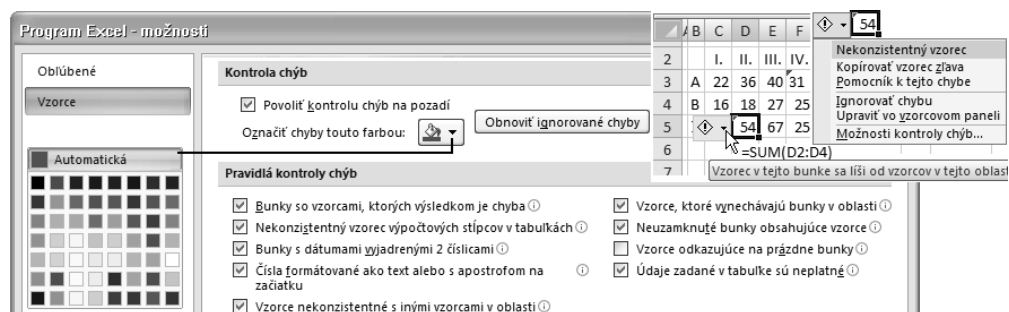 Program Excel - možnosti
Obľúbené
Vzorce
Automatická
Kontrola chýb
Povoliť kontrolu chýb na pozadí
Označiť chyby touto farbou:
Obnoviť ignorované chyby
Pravidlá kontroly chýb
Bunky so vzorcami, ktorých výsledkom je chyba
Nekonzistentný vzorec výpočtových stĺpcov v tabuľkách
Bunky s dátumami vyjadrenými 2 číslicami
Čísla formátované ako text alebo s apostrofom na
začiatku
Vzorce nekonzistentné s inými vzorcami v oblasti
Vzorce, ktoré vynechávajú bunky v oblasti
Neuzamknuté bunky obsahujúce vzorce
Vzorce odkazujúce na prázdne bunky
Údaje zadané v tabuľke sú neplatné
A B C D E F
2 I. II. III. IV.
3 A 22 36 40 31
4 B 16 18 27 25
5 54 67 25
6 =SUM(D2:D4)
7 Vzorec v tejto bunke sa líši od vzorcov v tejto oblast
54
Nekonzistentný vzorec
Kopírovať vzorec zľava
Pomocník k tejto chybe
Ignorovať chybu
Upraviť vo vzorcovom paneli
Možnosti kontroly chýb...